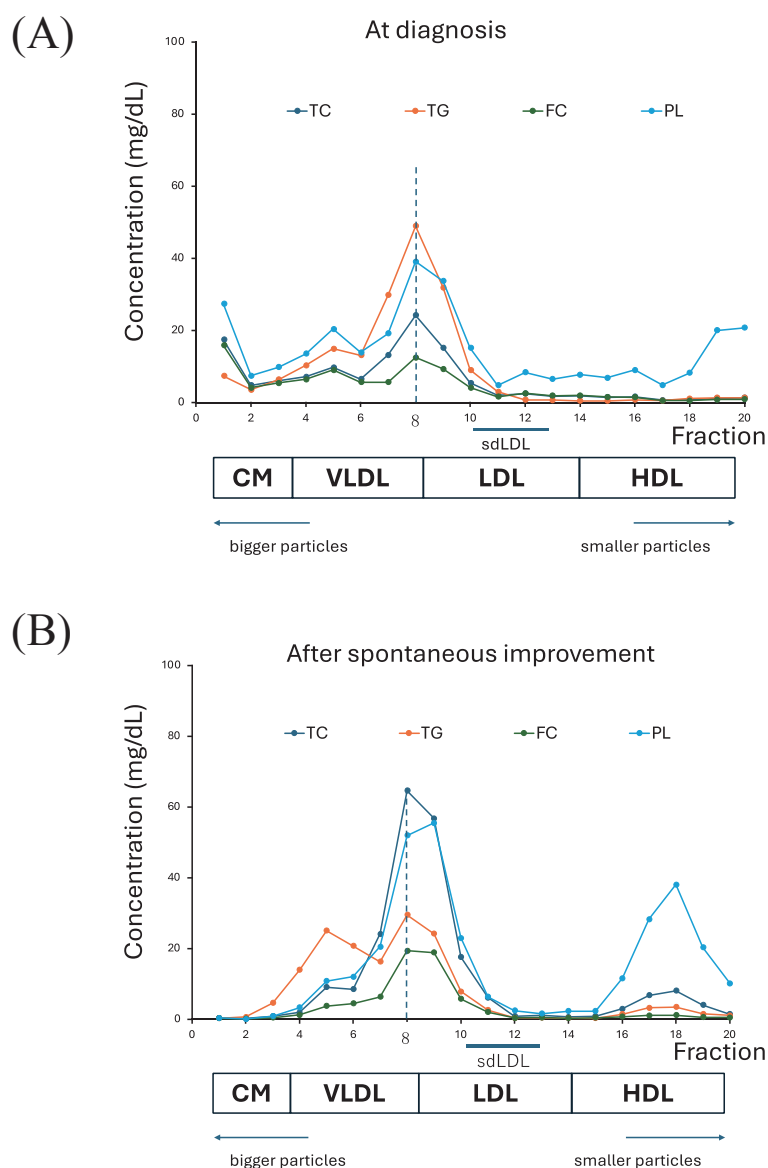 (A)
At diagnosis
Concentration (mg/dL)
100
80
60
40
20
0
TC TG FC PL
0 2 4 6 8 10 12 14 16 18 20
sdLDL
Fraction
CM VLDL LDL HDL
bigger particles smaller particles
(B)
After spontaneous improvement
Concentration (mg/dL)
100
80
60
40
20
0
TC TG FC PL
0 2 4 6 8 10 12 14 16 18 20
sdLDL
Fraction
CM VLDL LDL HDL
bigger particles smaller particles